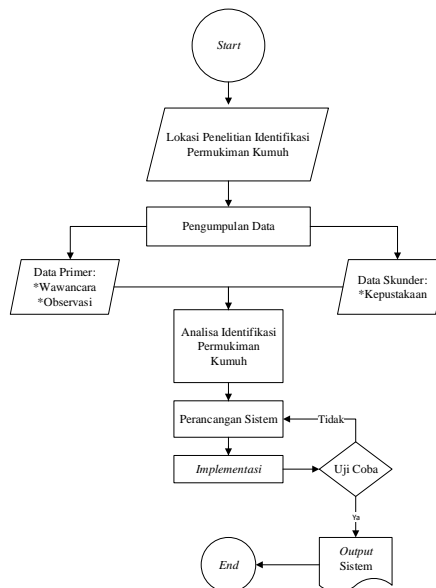 Start
Lokasi Penelitian Identifikasi
Permukiman Kumuh
Pengumpulan Data
Data Primer:
*Wawancara
*Observasi
Data Skunder:
*Kepustakaan
Analisa Identifikasi
Permukiman
Kumuh
Perancangan Sistem
Tidak
Implementasi
Uji Coba
Ya
Output
Sistem
End